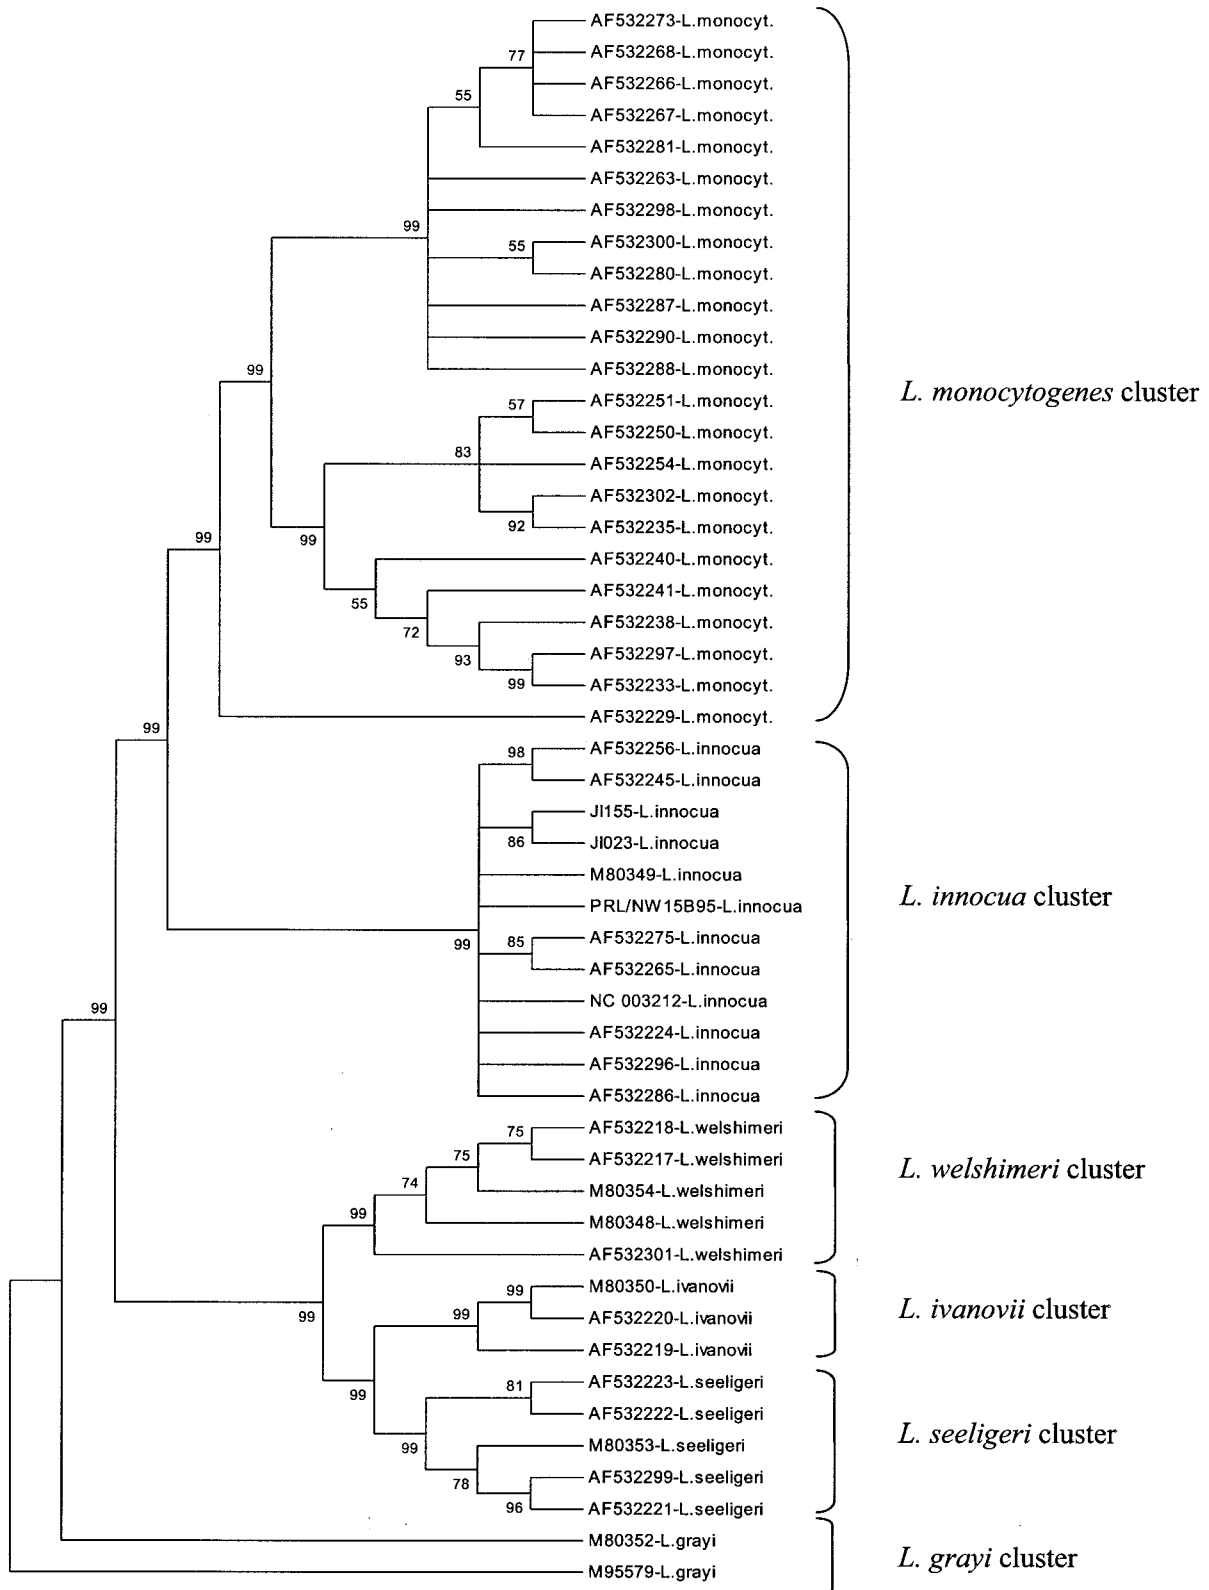 AF532273-L.monocyt.
77
AF532268-L.monocyt.
AF532266-L.monocyt.
55
AF532267-L.monocyt.
AF532281-L.monocyt.
AF532263-L.monocyt.
AF532298-L.monocyt.
99
55
AF532300-L.monocyt.
AF532280-L.monocyt.
AF532287-L.monocyt.
AF532290-L.monocyt.
AF532288-L.monocyt.
99
L. monocytogenes cluster
57
AF532251-L.monocyt.
AF532250-L.monocyt.
83
AF532254-L.monocyt.
AF532302-L.monocyt.
92
AF532235-L.monocyt.
99
99
AF532240-L.monocyt.
AF532241-L.monocyt.
55
AF532238-L.monocyt.
72
AF532297-L.monocyt.
93
AF532233-L.monocyt.
99
AF532229-L.monocyt.
99
98
AF532256-L.innocua
AF532245-L.innocua
JI155-L.innocua
86
JI023-L.innocua
M80349-L.innocua
L. innocua cluster
PRL/NW15B95-L.innocua
99
85
AF532275-L.innocua
AF532265-L.innocua
NC 003212-L.innocua
99
AF532224-L.innocua
AF532296-L.innocua
AF532286-L.innocua
75
AF532218-L.welshimeri
75
AF532217-L.welshimeri
L. welshimeri cluster
74
M80354-L.welshimeri
99
M80348-L.welshimeri
AF532301-L.welshimeri
99
M80350-L.ivanovii
99
99
AF532220-L.ivanovii
L. ivanovii cluster
AF532219-L.ivanovii
81
AF532223-L.seeligeri
99
AF532222-L.seeligeri
L. seeligeri cluster
99
M80353-L.seeligeri
78
AF532299-L.seeligeri
96
AF532221-L.seeligeri
M80352-L.grayi
L. grayi cluster
M95579-L.grayi